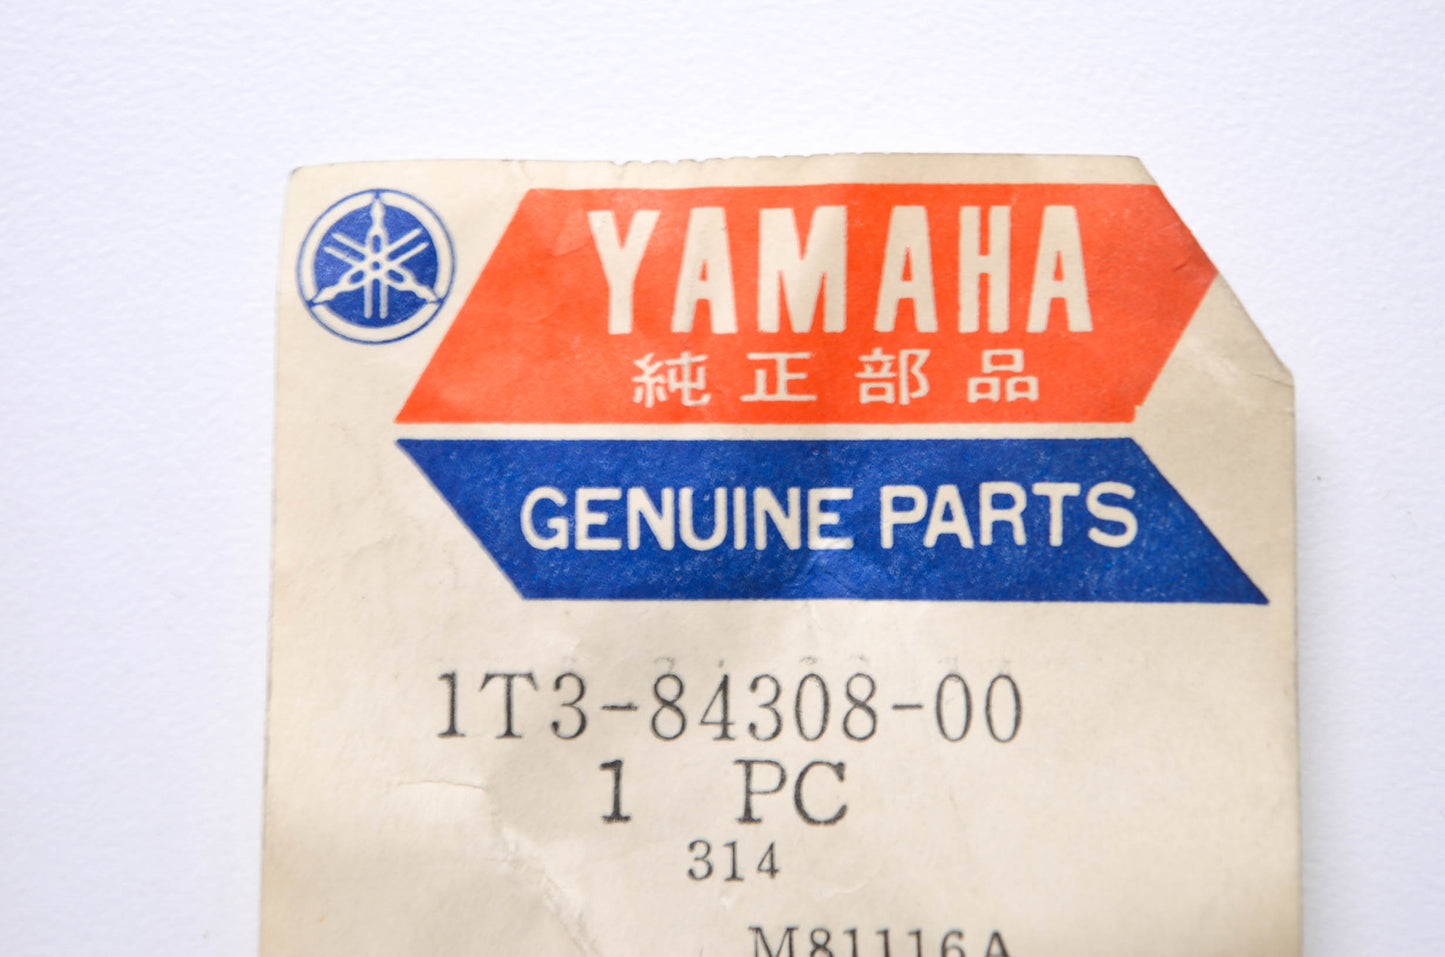 YAMAHA
純正部品
GENUINE PARTS
1T3-84308-00
1 PC
314
M81116A